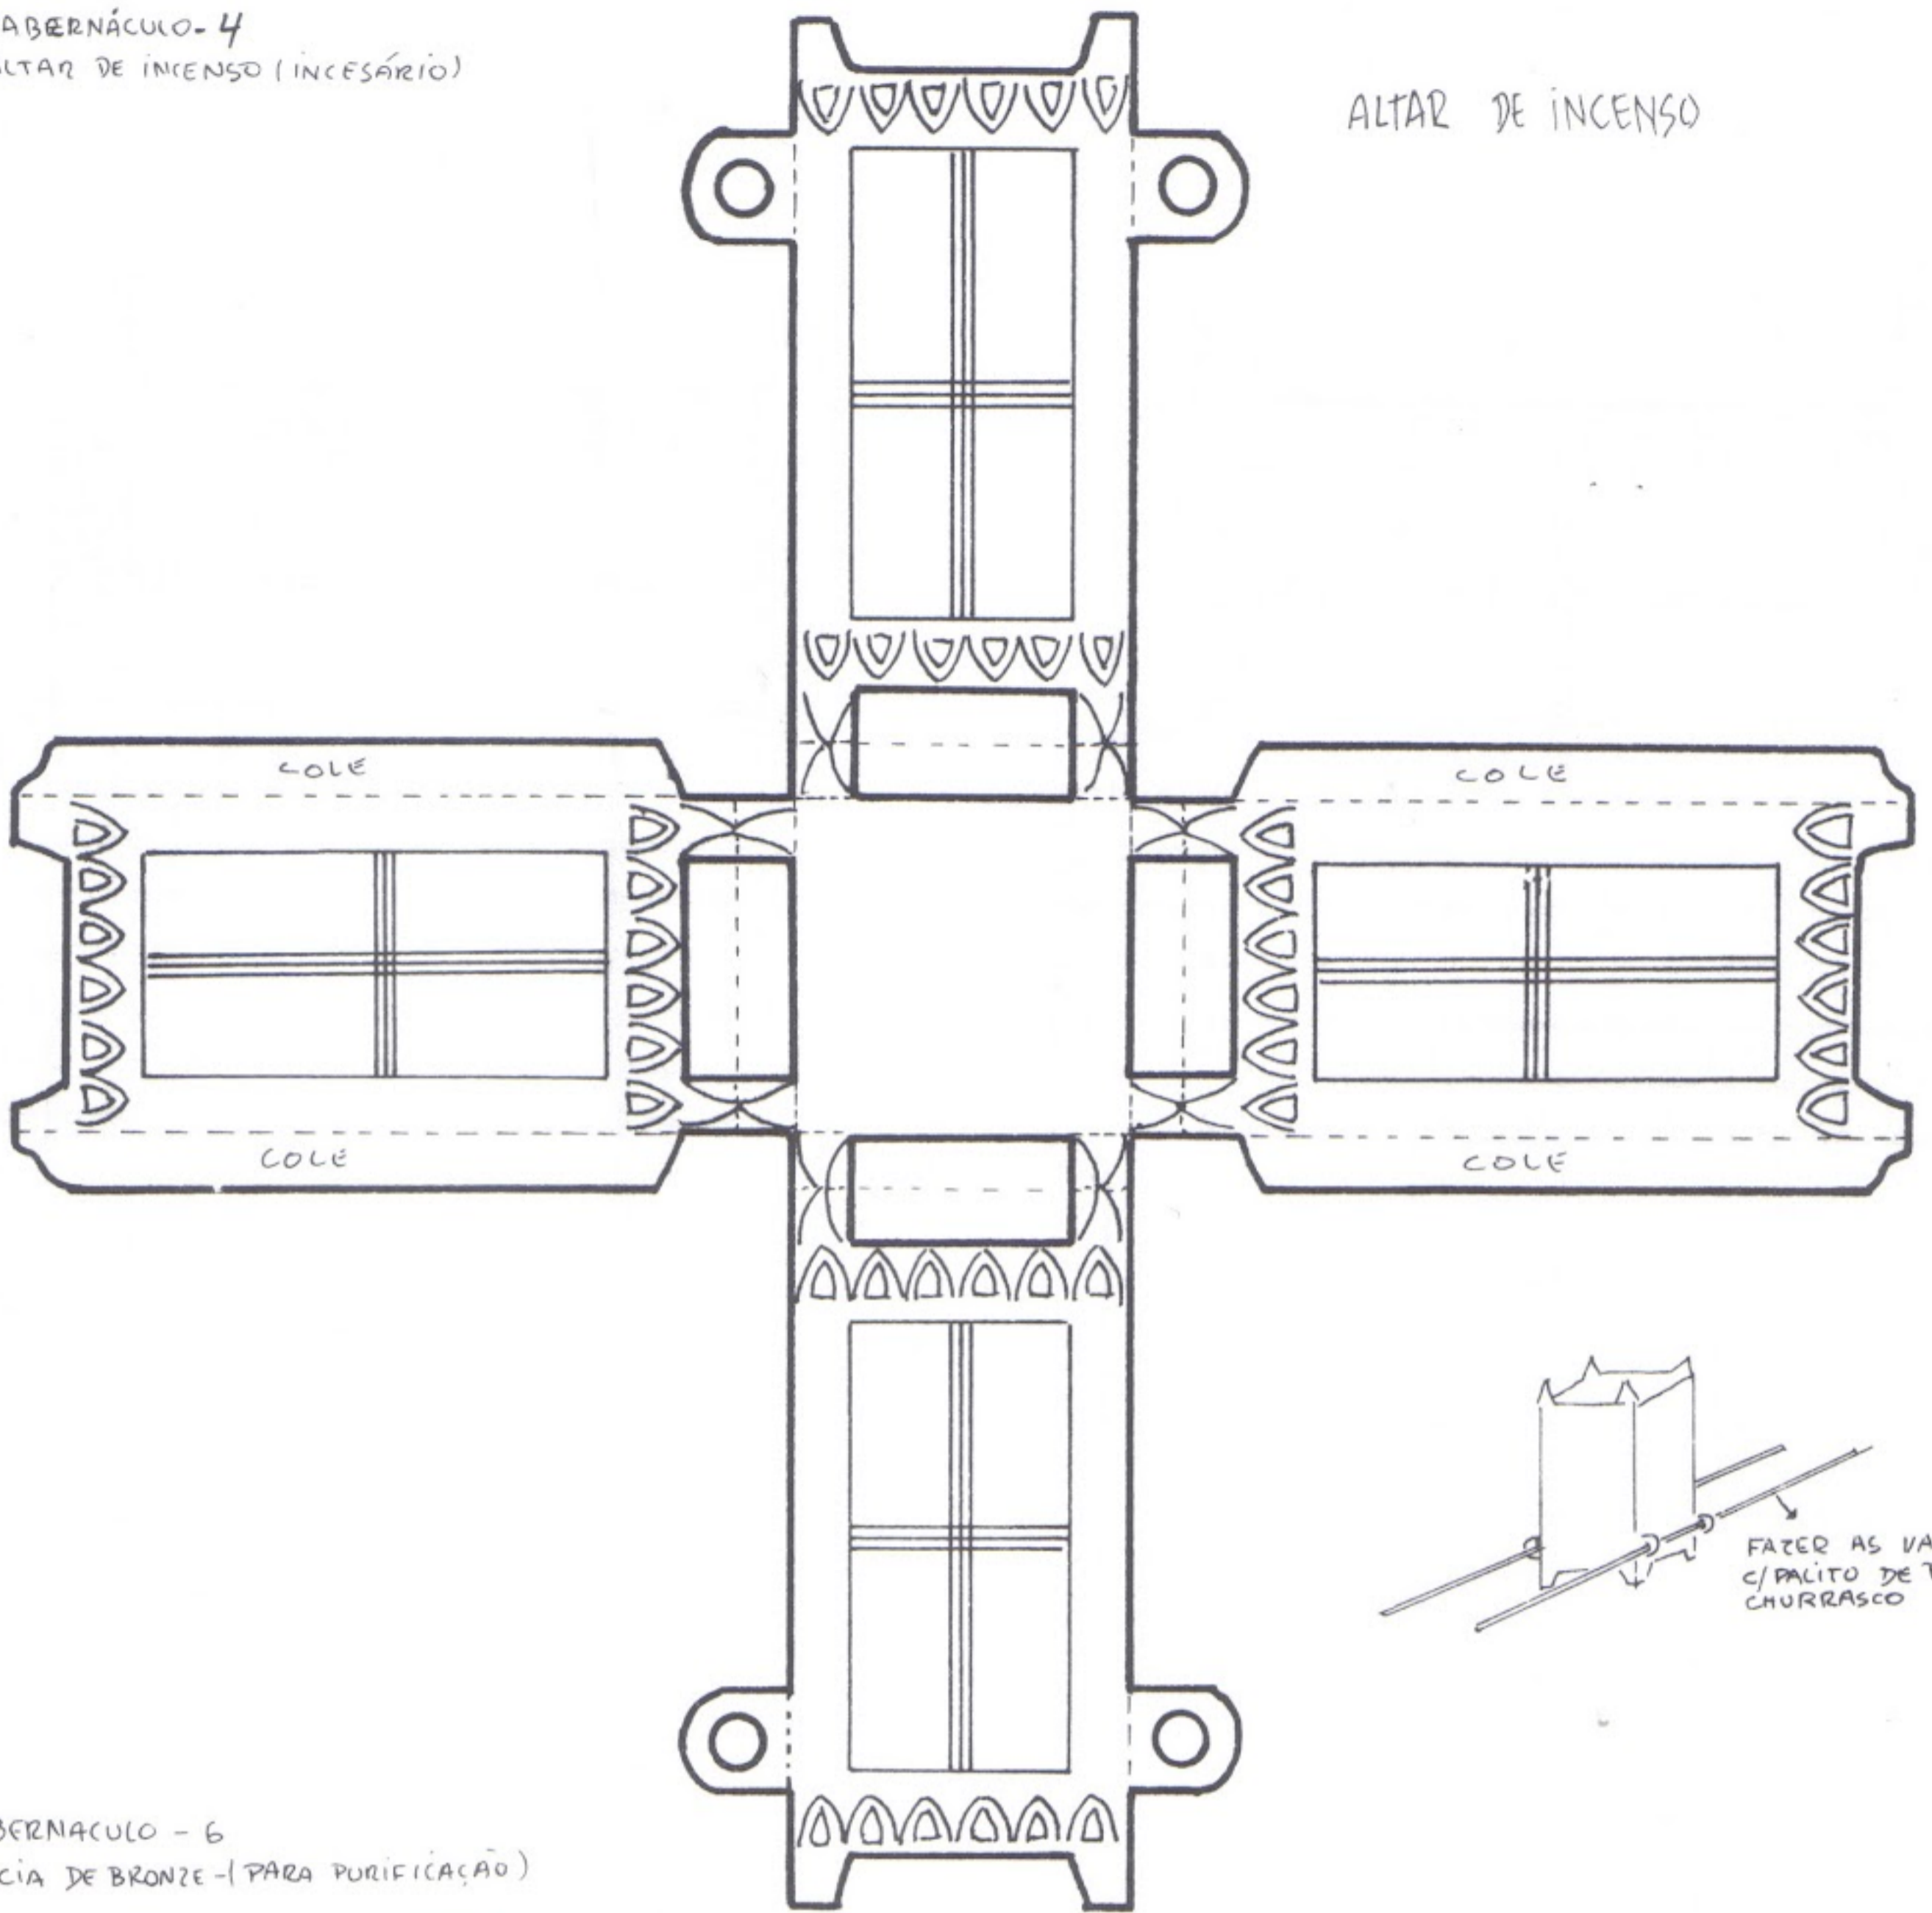 ABERNÁCULO-4
LTAR DE INCENSO (INCESÁRIO)
ALTAR DE INCENSO
COLE
COLE
COLE
COLE
FAZER AS VA
C/PALITO DE
CHURRASCO
BERNACULO - 6
CIA DE BRONZE-(PARA PURIFICAÇÃO)